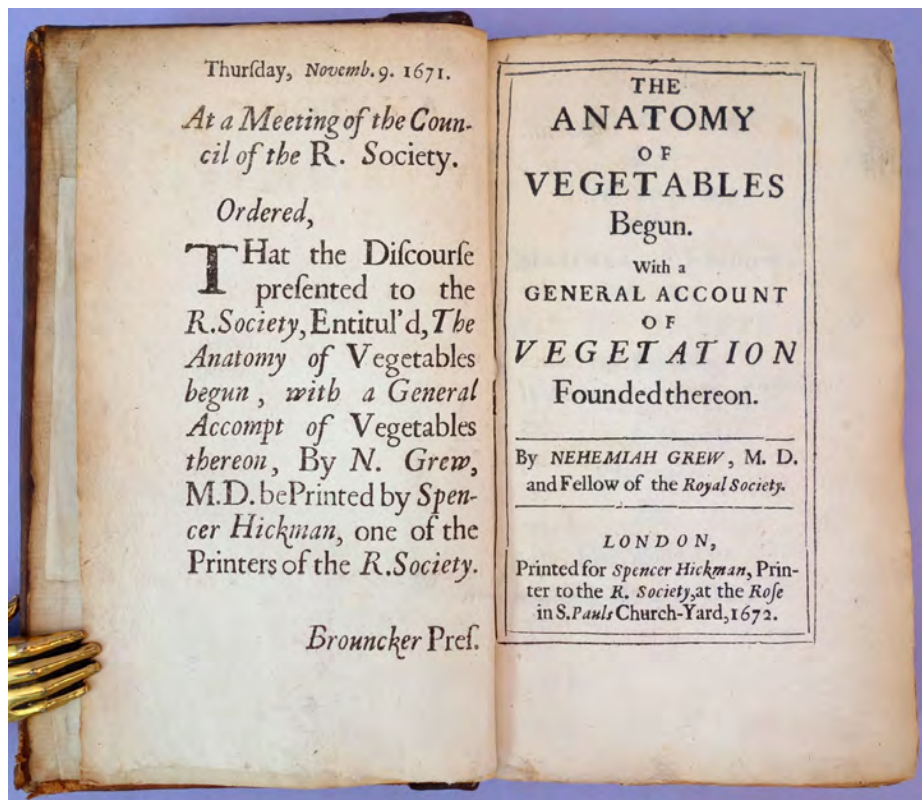 Thurſday, Novemb. 9. 1671.
At a Meeting of the Coun-
cil of the R. Society.
Ordered,
THat the Diſcourſe
preſented to the
R.Society, Entitul'd, The
Anatomy of Vegetables
begun, with a General
Accompt of Vegetables
thereon, By N. Grew,
M.D. be Printed by Spen-
cer Hickman, one of the
Printers of the R.Society.
Brouncker Preſ.
THE
ANATOMY
OF
VEGETABLES
Begun.
With a
GENERAL ACCOUNT
OF
VEGETATION
Founded thereon.
By NEHEMIAH GREW, M. D.
and Fellow of the Royal Society.
LONDON,
Printed for Spencer Hickman, Prin-
ter to the R. Society, at the Roſe
in S. Pauls Church-Yard, 1672.